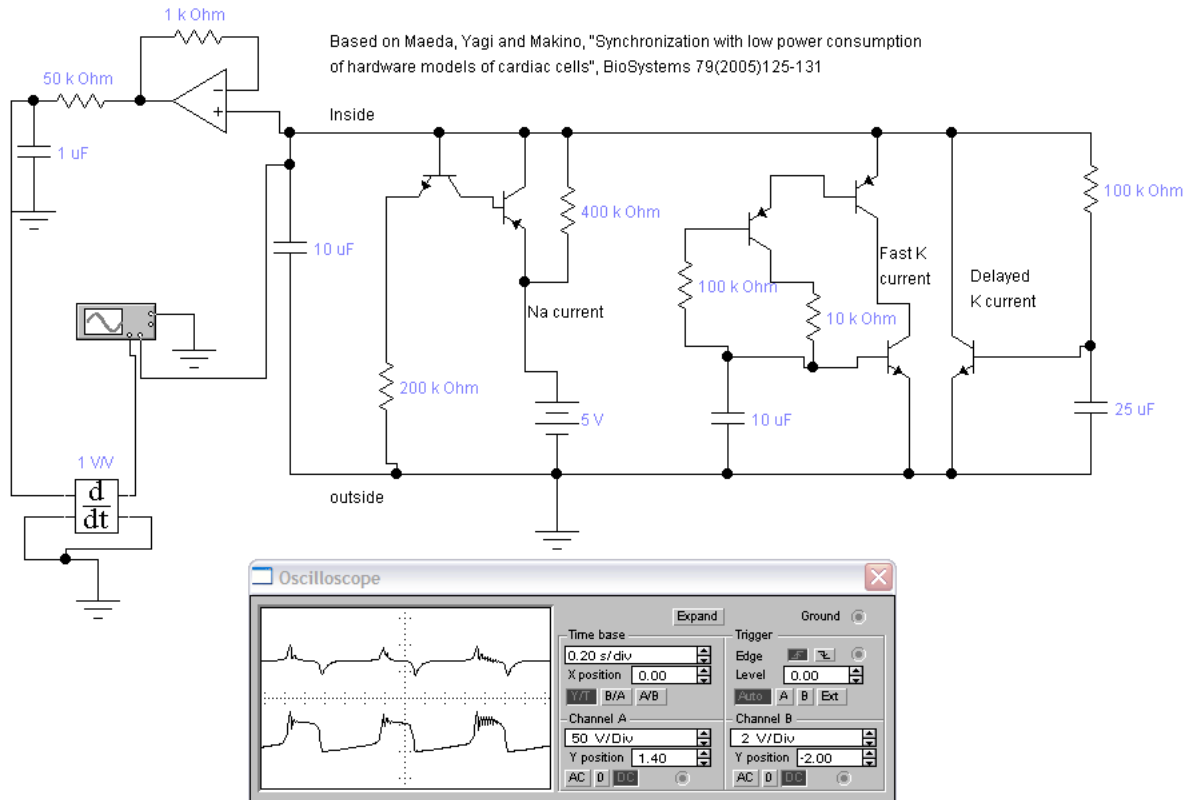 1 k Ohm
Based on Maeda, Yagi and Makino, "Synchronization with low power consumption
of hardware models of cardiac cells", BioSystems 79(2005)125-131
50 k Ohm
Inside
1 uF
10 uF
400 k Ohm
100 k Ohm
Fast K
current
Delayed
K current
100 k Ohm
10 k Ohm
Na current
200 k Ohm
5 V
10 uF
25 uF
1 V/V
d
dt
outside
Oscilloscope
Expand
Ground
Time base
0.20 s/div
X position 0.00
Y/T B/A A/B
Trigger
Edge
Level 0.00
Auto A B Ext
Channel A
50 V/Div
Y position 1.40
AC 0 DC
Channel B
2 V/Div
Y position -2.00
AC 0 DC